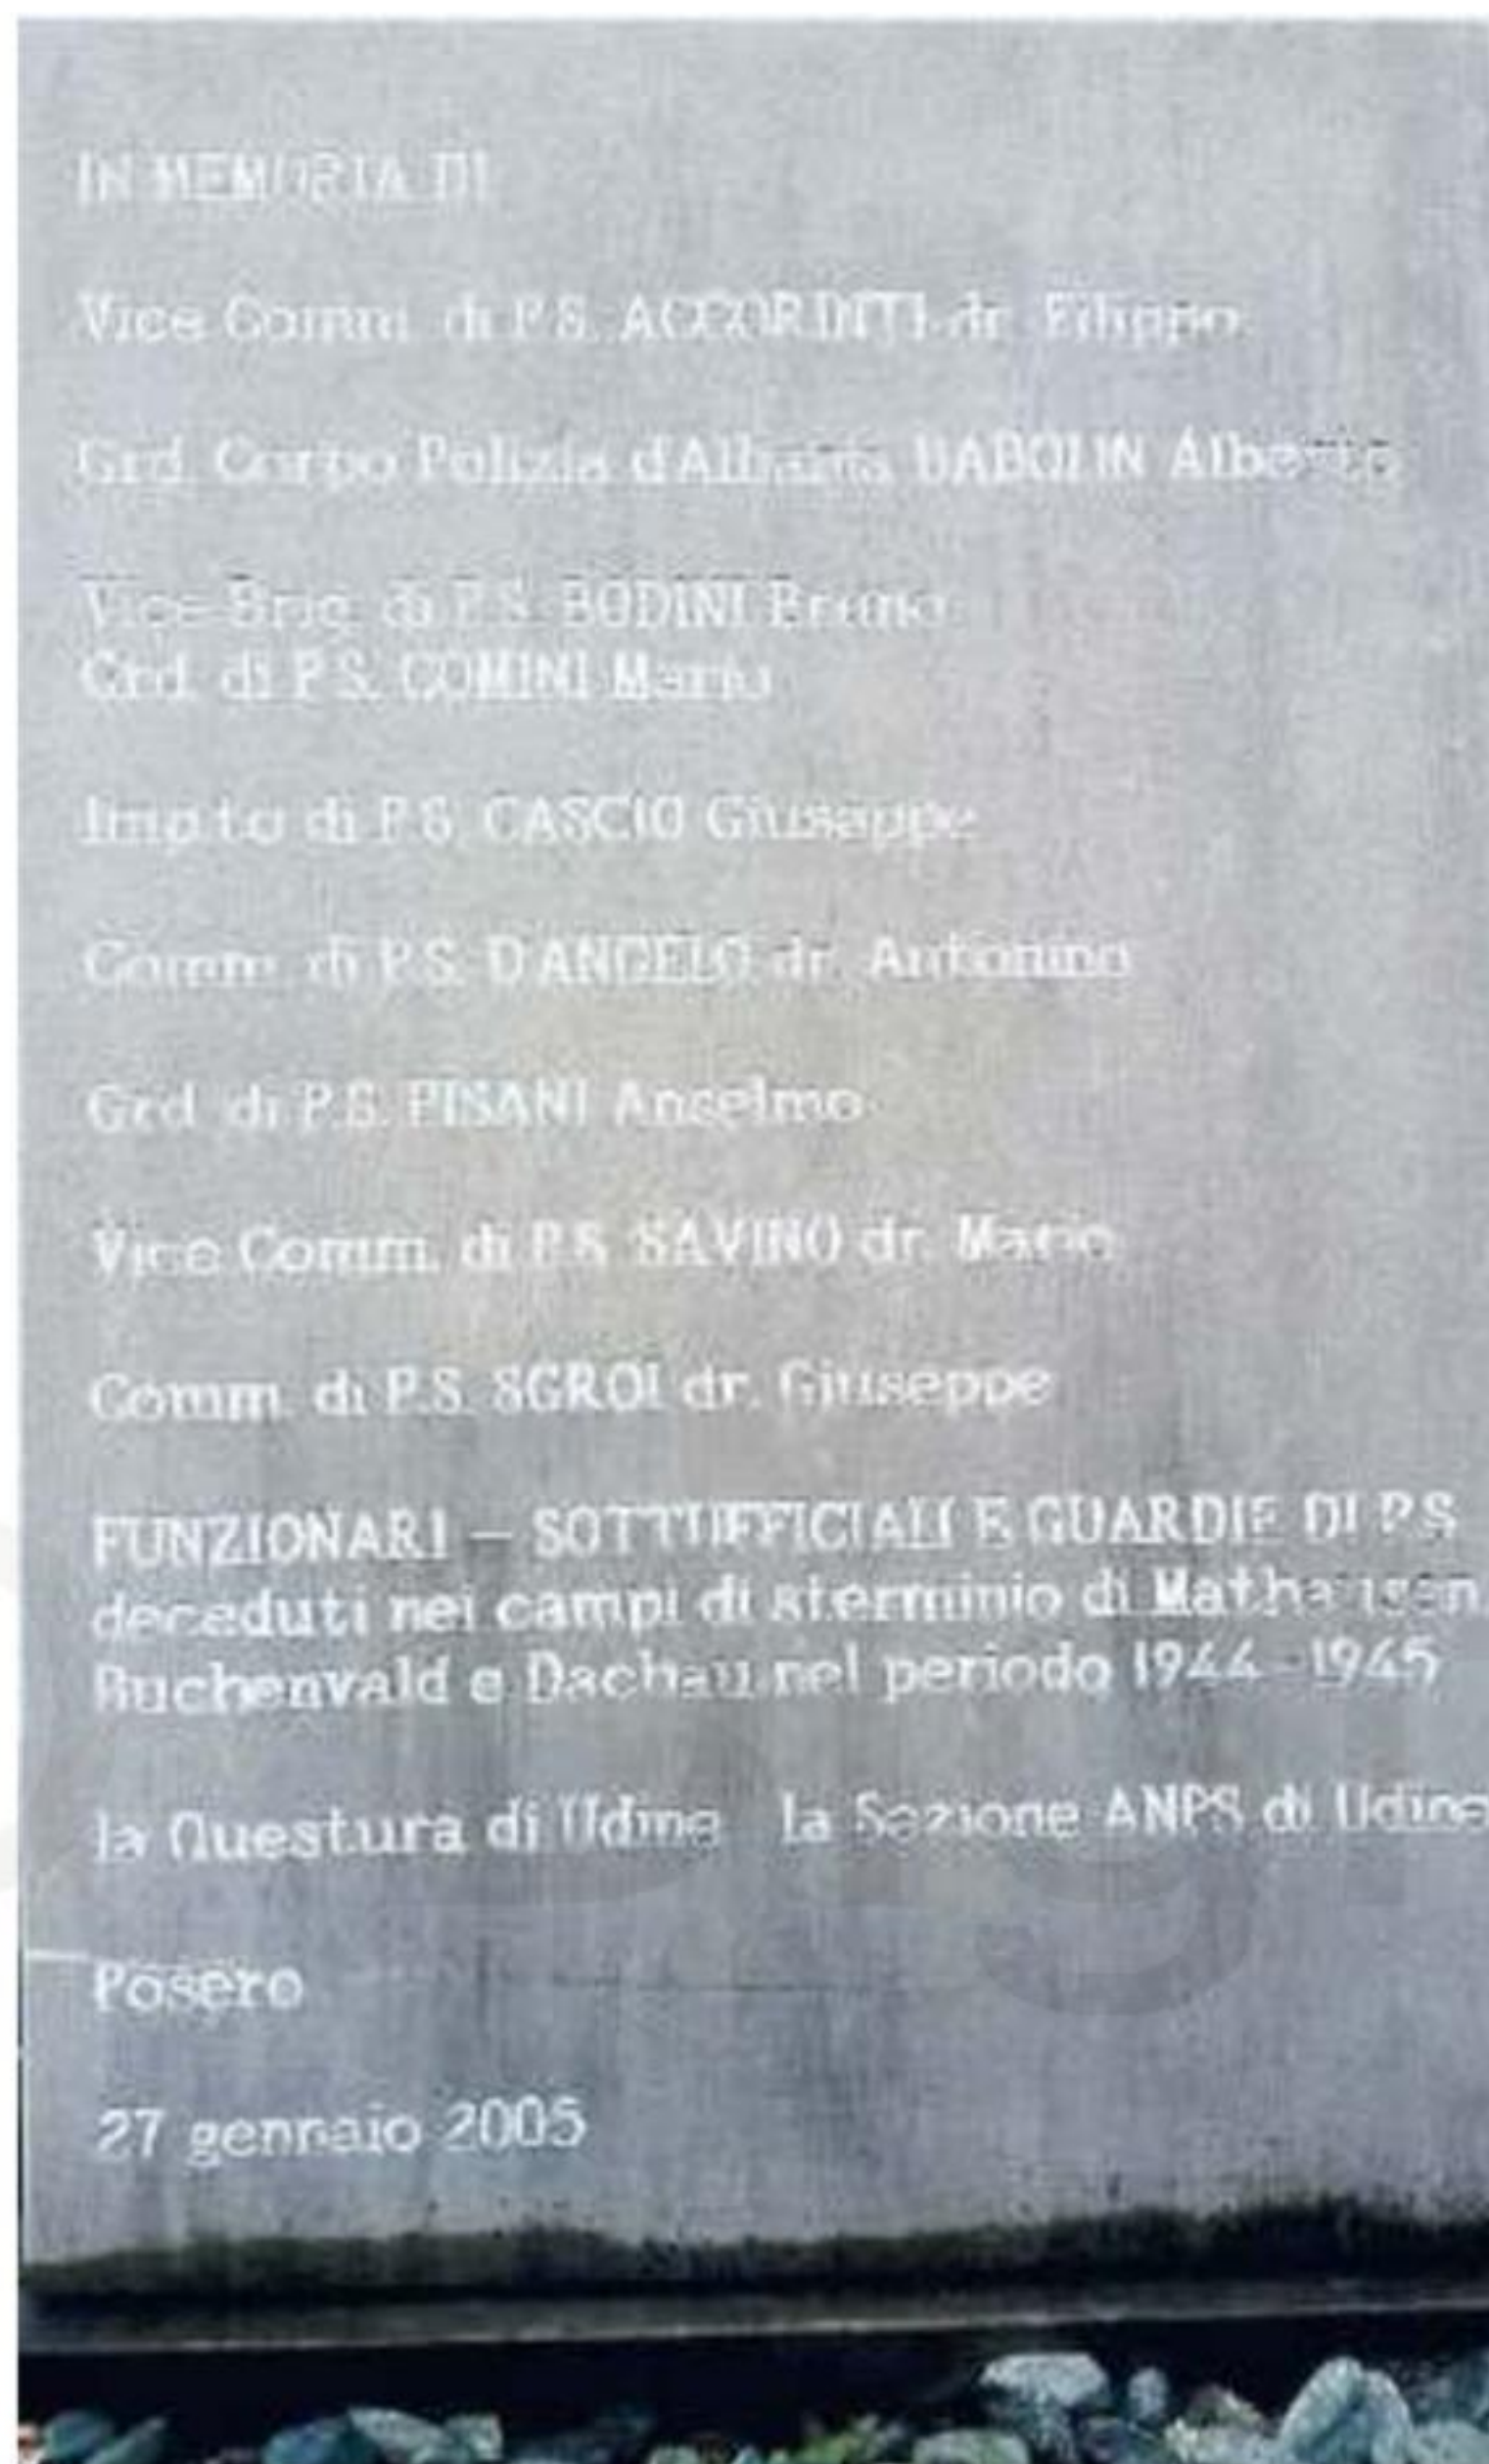 IN MEMORIA DI
Vice Comm. di P.S. ACCORINTI dr. Filippo
Grd. Corpo Polizia d'Albania Alberto
Vice Brig. di P.S. BODINI Bruno
Grd. di P.S. COMINI Mario
Imp.to di P.S. CASCIO Giuseppe
Comm. di P.S. D'ANGELO dr. Antonino
Grd. di P.S. PISANI Anselmo
Vice Comm. di P.S. SAVINO dr. Mario
Comm. di P.S. SGROI dr. Giuseppe
FUNZIONARI – SOTTUFFICIALI E GUARDIE DI P.S.
deceduti nei campi di sterminio di Mathausen,
Buchenvald e Dachau nel periodo 1944-1945
la Questura di Udine la Sezione ANPS di Udine
Posero
27 gennaio 2005